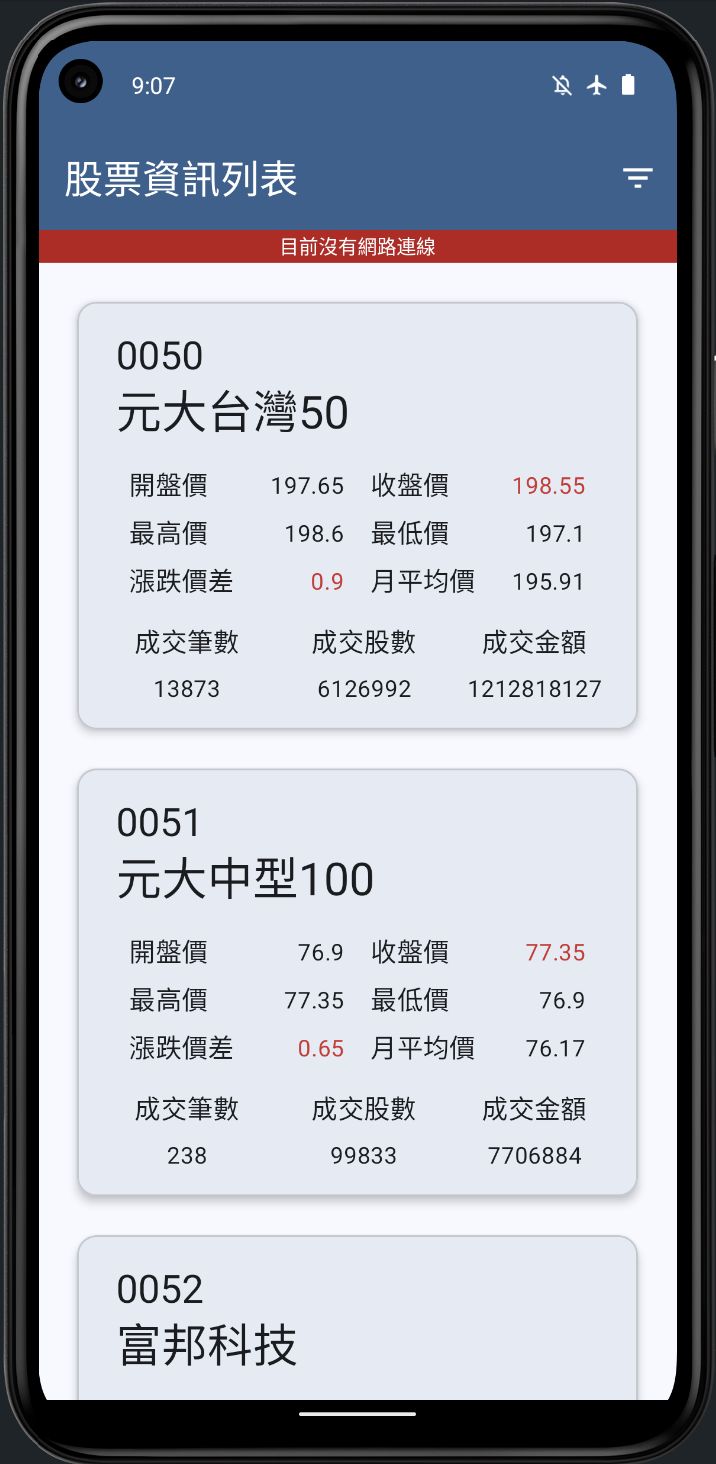 9:07
股票資訊列表
目前沒有網路連線
0050
元大台灣50
開盤價 197.65 收盤價 198.55
最高價 198.6 最低價 197.1
漲跌價差 0.9 月平均價 195.91
成交筆數 成交股數 成交金額
13873 6126992 1212818127
0051
元大中型100
開盤價 76.9 收盤價 77.35
最高價 77.35 最低價 76.9
漲跌價差 0.65 月平均價 76.17
成交筆數 成交股數 成交金額
238 99833 7706884
0052
富邦科技